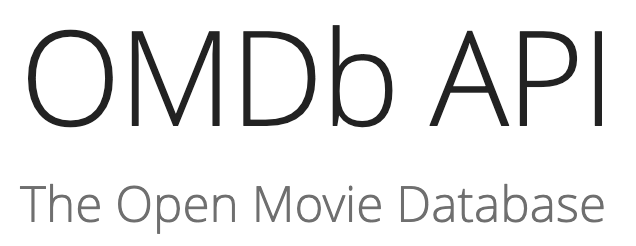 OMDb API
The Open Movie Database